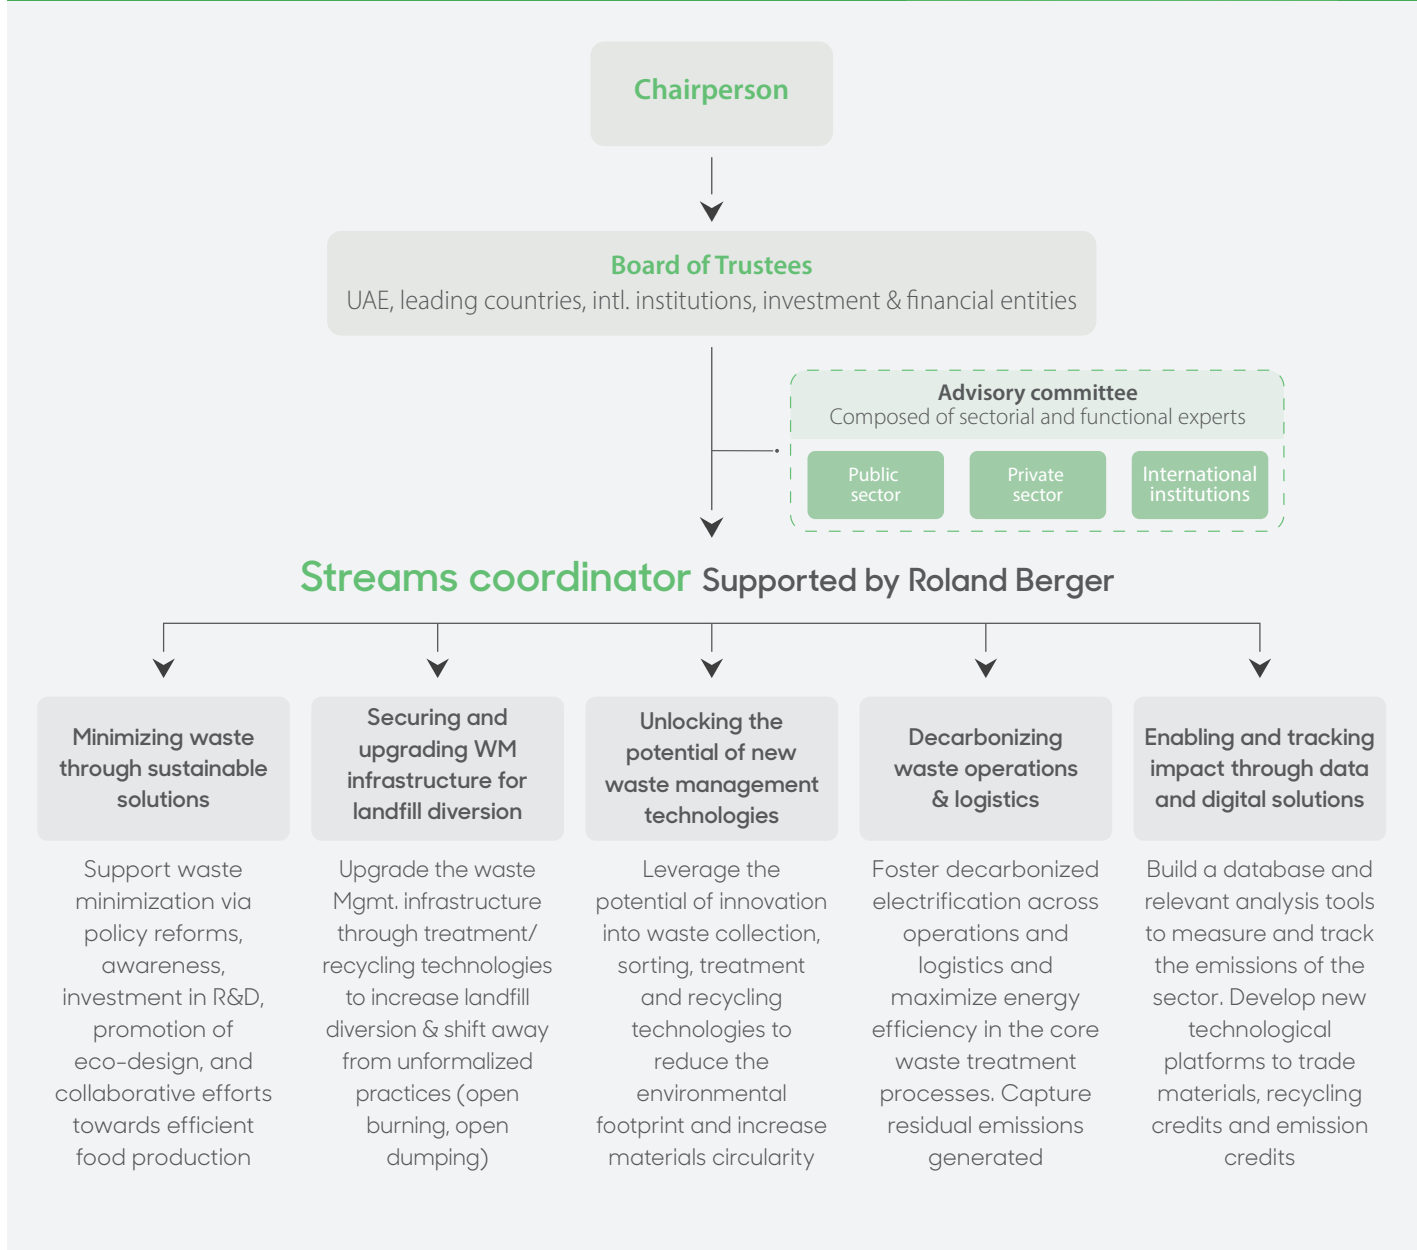 Chairperson
Board of Trustees
UAE, leading countries, intl. institutions, investment & financial entities
Advisory committee
Composed of sectorial and functional experts
Public
sector
Private
sector
International
institutions
Streams coordinator Supported by Roland Berger
Minimizing waste
through sustainable
solutions
Support waste
minimization via
policy reforms,
awareness,
investment in R&D,
promotion of
eco-design, and
collaborative efforts
towards efficient
food production
Securing and
upgrading WM
infrastructure for
landfill diversion
Upgrade the waste
Mgmt. infrastructure
through treatment/
recycling technologies
to increase landfill
diversion & shift away
from unformalized
practices (open
burning, open
dumping)
Unlocking the
potential of new
waste management
technologies
Leverage the
potential of innovation
into waste collection,
sorting, treatment
and recycling
technologies to
reduce the
environmental
footprint and increase
materials circularity
Decarbonizing
waste operations
& logistics
Foster decarbonized
electrification across
operations and
logistics and
maximize energy
efficiency in the core
waste treatment
processes. Capture
residual emissions
generated
Enabling and tracking
impact through data
and digital solutions
Build a database and
relevant analysis tools
to measure and track
the emissions of the
sector. Develop new
technological
platforms to trade
materials, recycling
credits and emission
credits